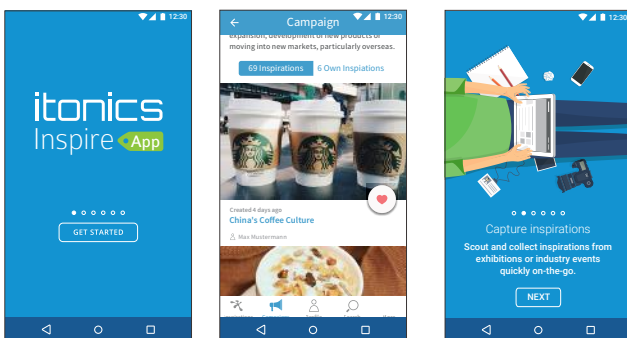 12:30
itonics
Inspire App
GET STARTED
12:30
Campaign
expansion, development of new products or
moving into new markets, particularly overseas.
69 Inspirations
6 Own Inspiations
Created 4 days ago
China's Coffee Culture
Max Mustermann
12:30
Capture inspirations
Scout and collect inspirations from
exhibitions or industry events
quickly on-the-go.
NEXT